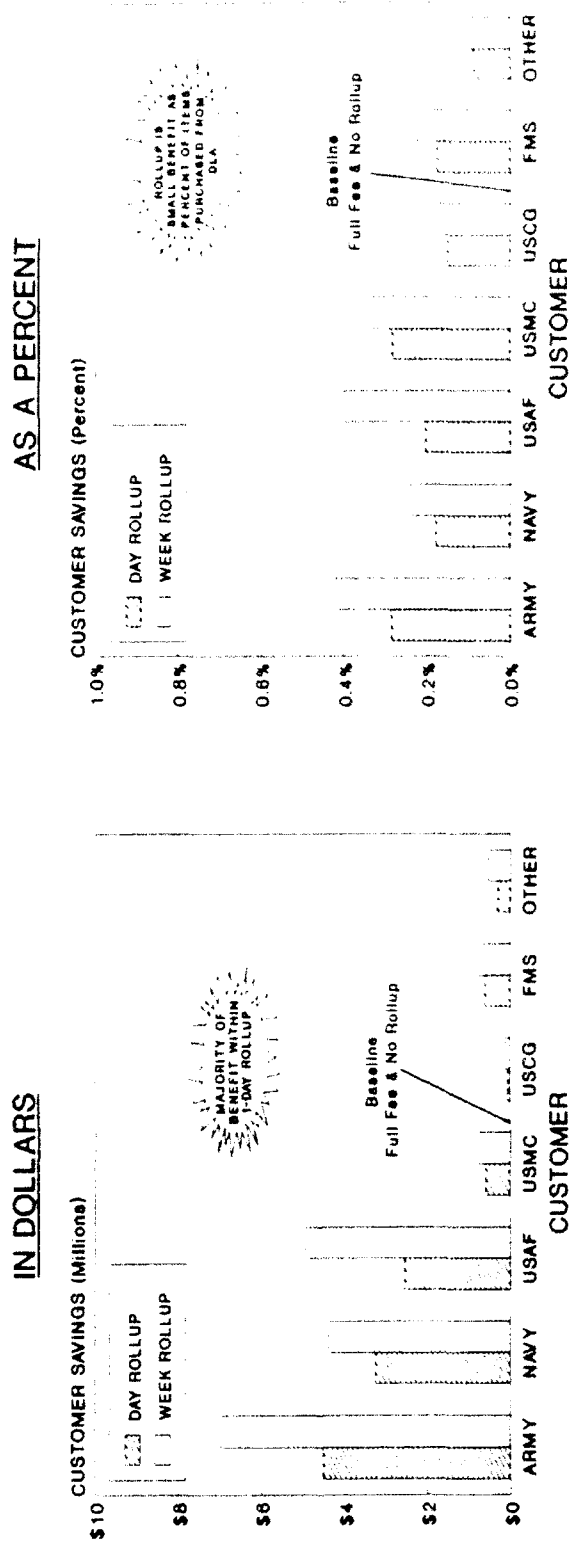 IN DOLLARS
CUSTOMER SAVINGS (Millions)
$10
$8
$6
$4
$2
$0
DAY ROLLUP
WEEK ROLLUP
MAJORITY OF
BENEFIT WITHIN
1-DAY ROLLUP
Baseline
Full Fee & No Rollup
ARMY NAVY USAF USMC USCG FMS OTHER
CUSTOMER
AS A PERCENT
CUSTOMER SAVINGS (Percent)
1.0%
0.8%
0.6%
0.4%
0.2%
0.0%
DAY ROLLUP
WEEK ROLLUP
ROLLUP IS
SMALL BENEFIT AS
PERCENT OF ITEMS
PURCHASED FROM
DLA
Baseline
Full Fee & No Rollup
ARMY NAVY USAF USMC USCG FMS OTHER
CUSTOMER